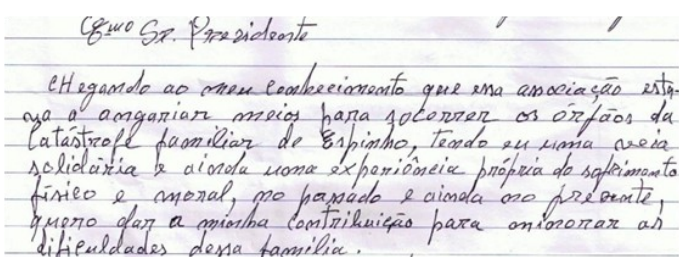 Exmo Sr. Presidente
CHegando ao meu conhecimento que essa associação esta-
va a angariar meios para socorrer os órfãos da
Catástrofe familiar de Espinho, tendo eu uma veia
solidária e ainda uma experiência própria do sofrimento
físico e moral, no passado e ainda no presente,
quero dar a minha contribuição para minorar as
dificuldades dessa família.